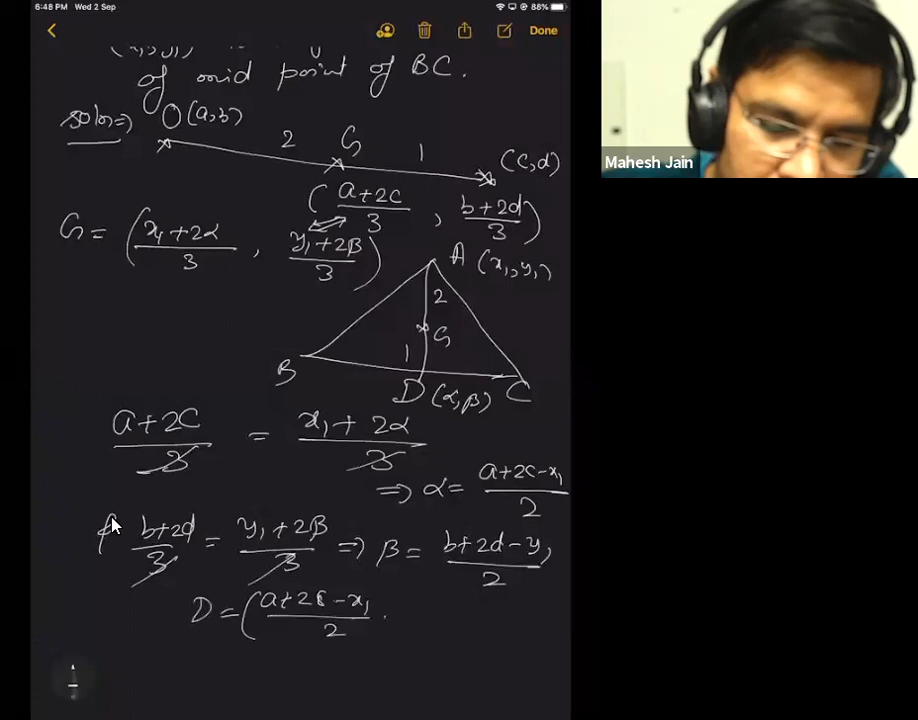 6:48 PM Wed 2 Sep 88%
Done
of mid point of BC.
soln⇒ O(a,b) 2 G 1 (c,d)
(a+2c/3 , b+2d/3)
G = (x₁+2α/3 , y₁+2β/3)
A (x₁,y₁)
2
G
1
B D(α,β) C
a+2c/3 = x₁+2α/3
⇒ α = a+2c-x₁/2
b+2d/3 = y₁+2β/3 ⇒ β = b+2d-y₁/2
D = (a+2c-x₁/2 .
Mahesh Jain